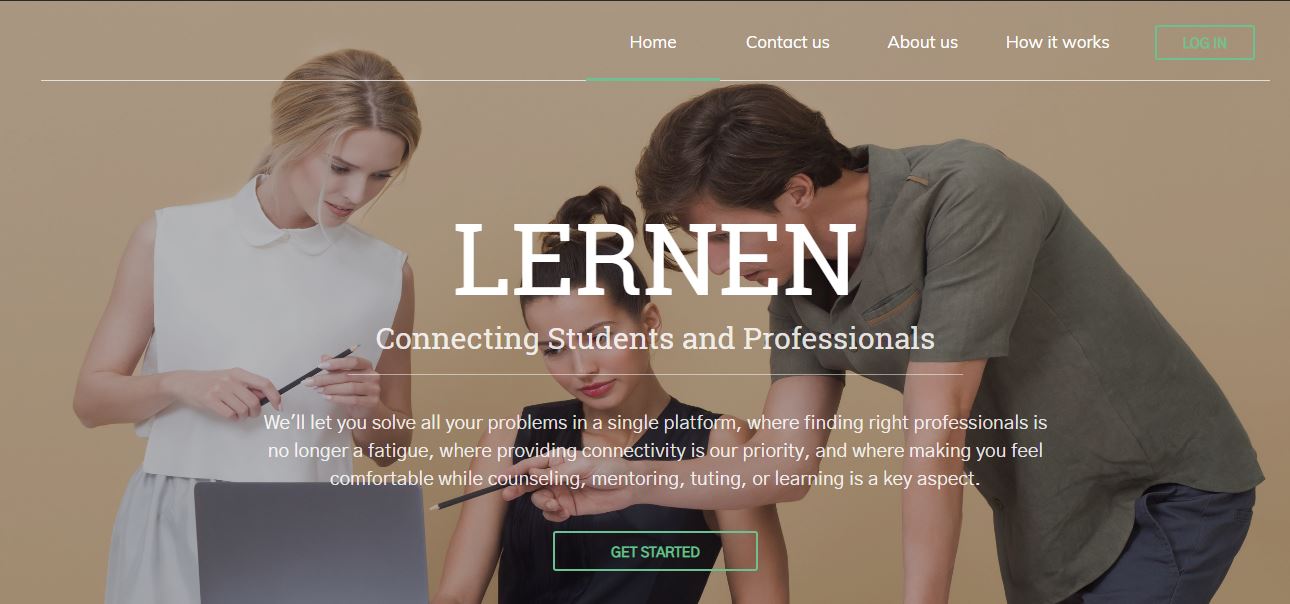 Home Contact us About us How it works LOG IN
LERNEN
Connecting Students and Professionals
We'll let you solve all your problems in a single platform, where finding right professionals is
no longer a fatigue, where providing connectivity is our priority, and where making you feel
comfortable while counseling, mentoring, tuting, or learning is a key aspect.
GET STARTED